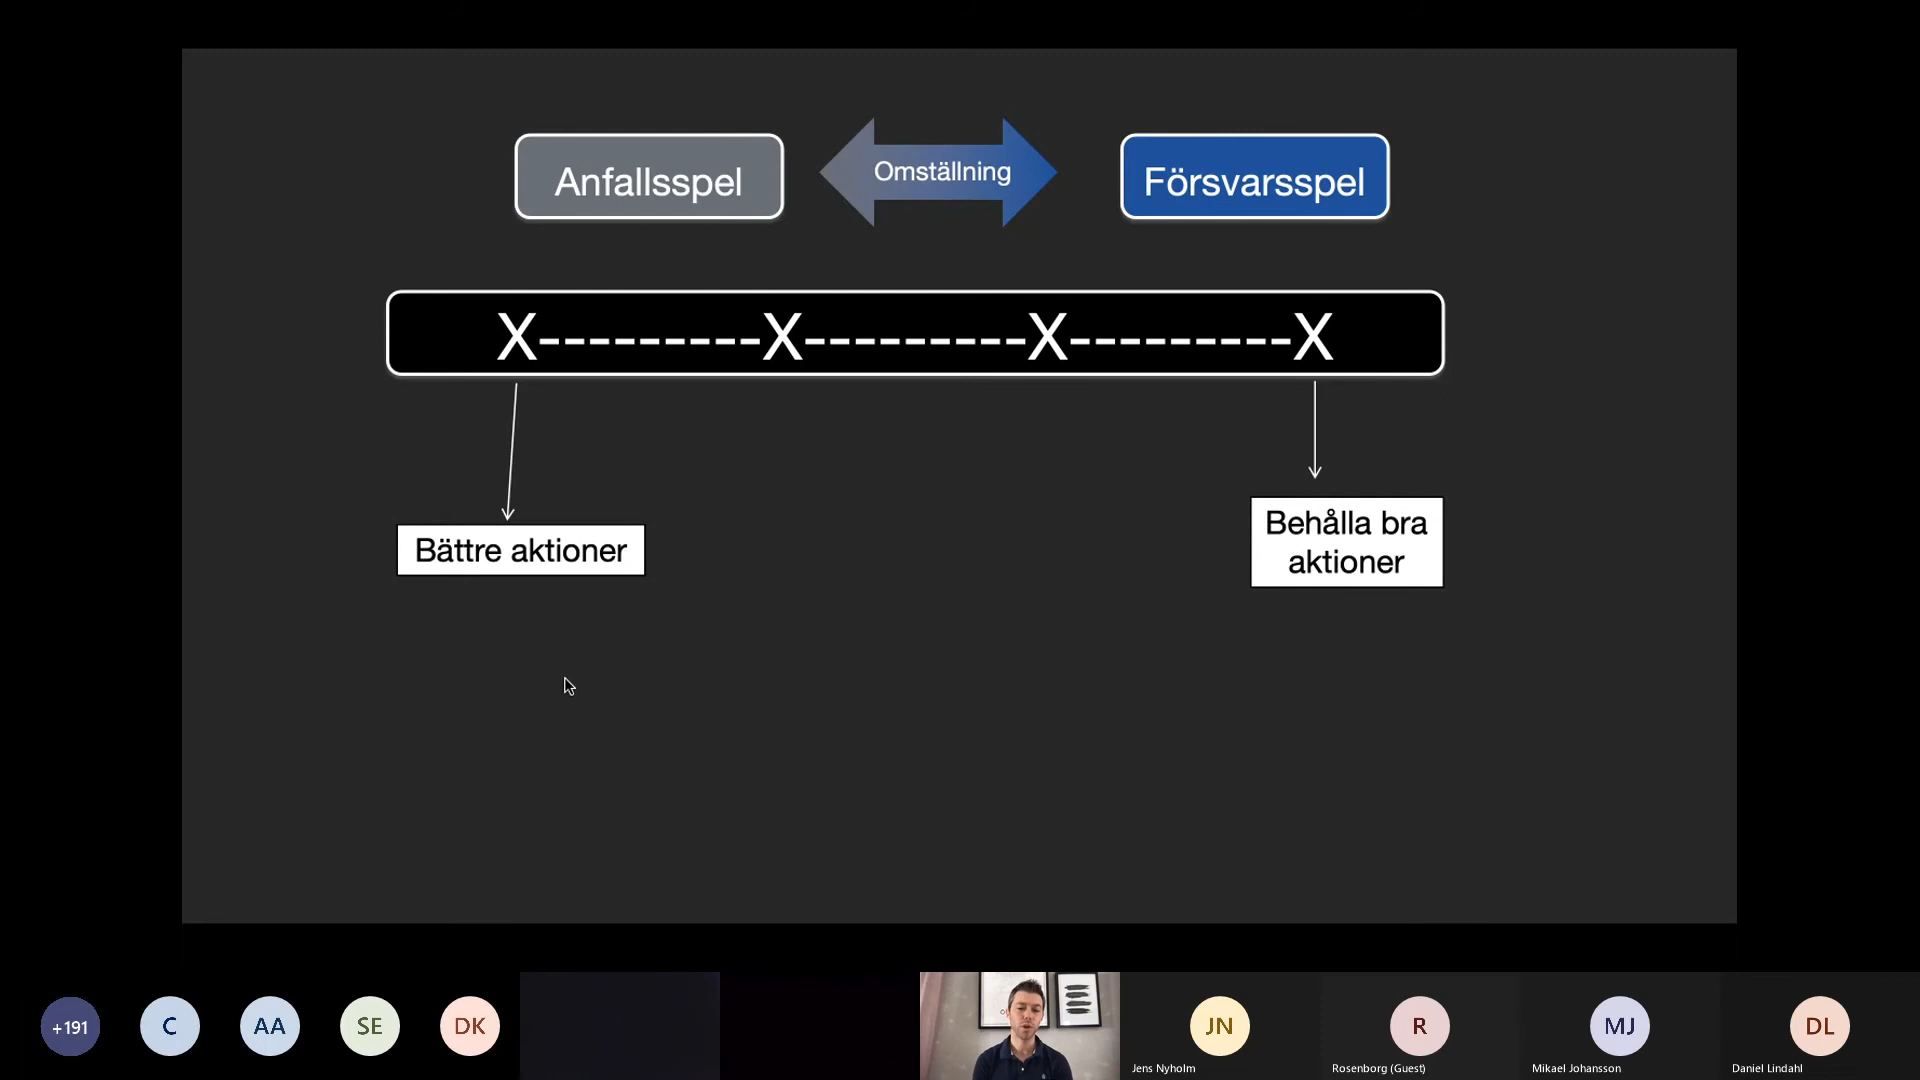 Anfallsspel
Omställning
Försvarsspel
X---------X---------X---------X
Bättre aktioner
Behålla bra
aktioner
+191
C
AA
SE
DK
JN
R
MJ
DL
Jens Nyholm
Rosenborg (Guest)
Mikael Johansson
Daniel Lindahl